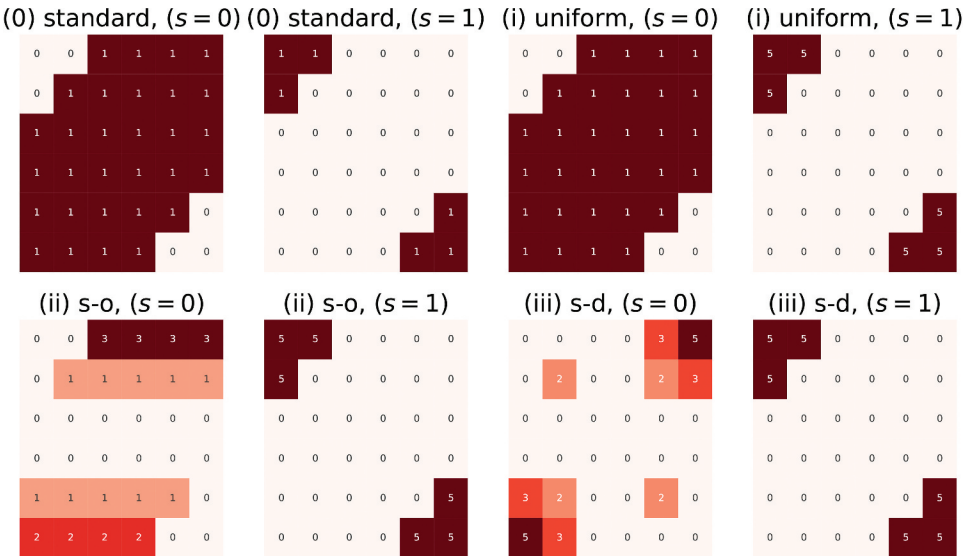 (0) standard, (s = 0) (0) standard, (s = 1) (i) uniform, (s = 0) (i) uniform, (s = 1)
0 0 1 1 1 1 1 1 0 0 0 0 0 0 1 1 1 1 5 5 0 0 0 0
0 1 1 1 1 1 1 0 0 0 0 0 0 1 1 1 1 1 5 0 0 0 0 0
1 1 1 1 1 1 0 0 0 0 0 0 1 1 1 1 1 1 0 0 0 0 0 0
1 1 1 1 1 1 0 0 0 0 0 0 1 1 1 1 1 1 0 0 0 0 0 0
1 1 1 1 1 0 0 0 0 0 0 1 1 1 1 1 1 0 0 0 0 0 0 5
1 1 1 1 0 0 0 0 0 0 1 1 1 1 1 1 0 0 0 0 0 0 5 5
(ii) s-o, (s = 0) (ii) s-o, (s = 1) (iii) s-d, (s = 0) (iii) s-d, (s = 1)
0 0 3 3 3 3 5 5 0 0 0 0 0 0 0 0 3 5 5 5 0 0 0 0
0 1 1 1 1 1 5 0 0 0 0 0 0 2 0 0 2 3 5 0 0 0 0 0
0 0 0 0 0 0 0 0 0 0 0 0 0 0 0 0 0 0 0 0 0 0 0 0
0 0 0 0 0 0 0 0 0 0 0 0 0 0 0 0 0 0 0 0 0 0 0 0
1 1 1 1 1 0 0 0 0 0 0 5 3 2 0 0 2 0 0 0 0 0 0 5
2 2 2 2 0 0 0 0 0 0 5 5 5 3 0 0 0 0 0 0 0 0 5 5